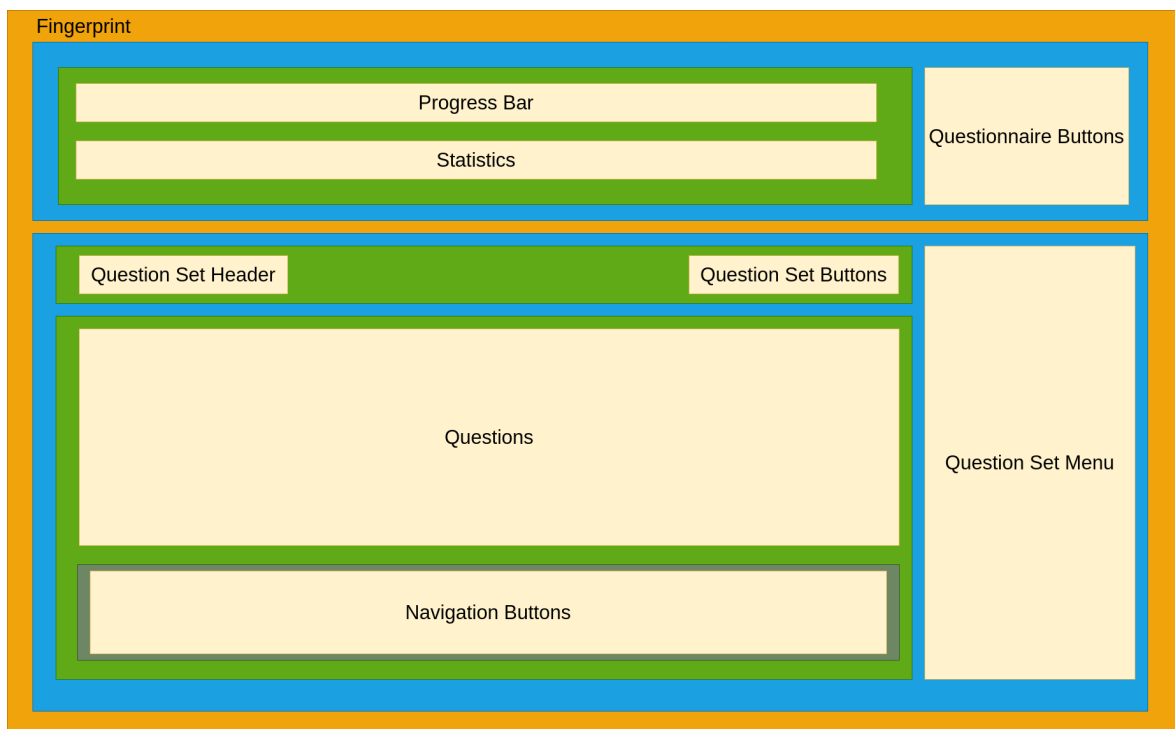 Fingerprint
Progress Bar
Statistics
Questionnaire Buttons
Question Set Header
Question Set Buttons
Questions
Question Set Menu
Navigation Buttons